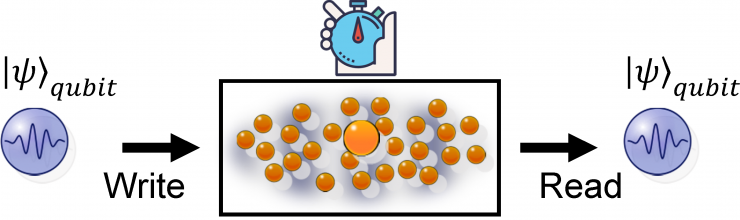 |ψ⟩qubit
|ψ⟩qubit
Write
Read